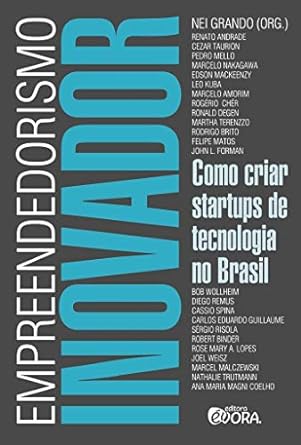 EMPREENDEDORISMO
INOVADOR
NEI GRANDO (ORG.)
RENATO ANDRADE
CEZAR TAURION
PEDRO MELLO
MARCELO NAKAGAWA
EDSON MACKEENZY
LEO KUBA
MARCELO AMORIM
ROGÉRIO CHÉR
RONALD DEGEN
MARTHA TERENZZO
RODRIGO BRITO
FELIPE MATOS
JOHN L. FORMAN
Como criar
startups de
tecnologia
no Brasil
BOB WOLLHEIM
DIEGO REMUS
CASSIO SPINA
CARLOS EDUARDO GUILLAUME
SÉRGIO RISOLA
ROBERT BINDER
ROSE MARY A. LOPES
JOEL WEISZ
MARCEL MALCZEWSKI
NATHALIE TRUTMANN
ANA MARIA MAGNI COELHO
editora
évORA.